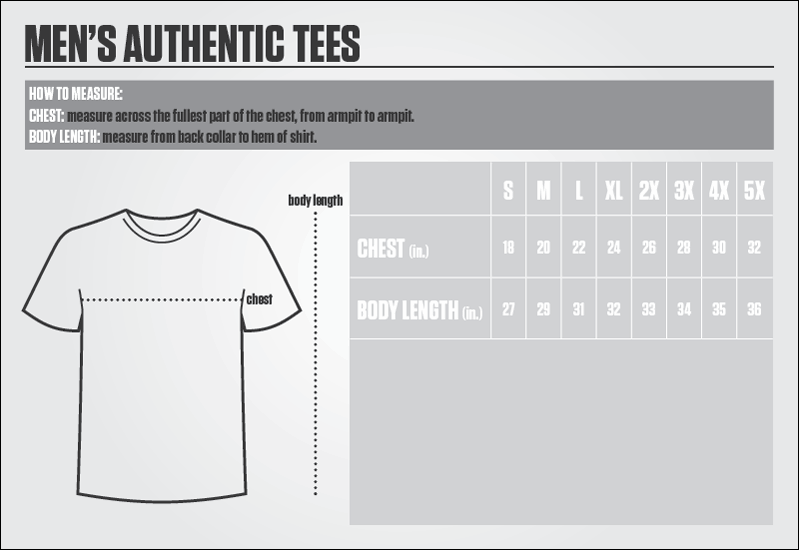 MEN'S AUTHENTIC TEES
HOW TO MEASURE:
CHEST: measure across the fullest part of the chest, from armpit to armpit.
BODY LENGTH: measure from back collar to hem of shirt.
body length
chest
S M L XL 2X 3X 4X 5X
CHEST (in.) 18 20 22 24 26 28 30 32
BODY LENGTH (in.) 27 29 31 32 33 34 35 36